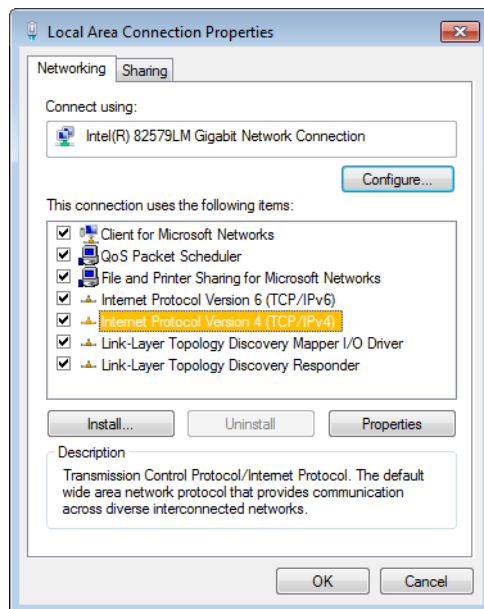 Local Area Connection Properties
Networking
Sharing
Connect using:
Intel(R) 82579LM Gigabit Network Connection
Configure...
This connection uses the following items:
Client for Microsoft Networks
QoS Packet Scheduler
File and Printer Sharing for Microsoft Networks
Internet Protocol Version 6 (TCP/IPv6)
Internet Protocol Version 4 (TCP/IPv4)
Link-Layer Topology Discovery Mapper I/O Driver
Link-Layer Topology Discovery Responder
Install...
Uninstall
Properties
Description
Transmission Control Protocol/Internet Protocol. The default
wide area network protocol that provides communication
across diverse interconnected networks.
OK
Cancel